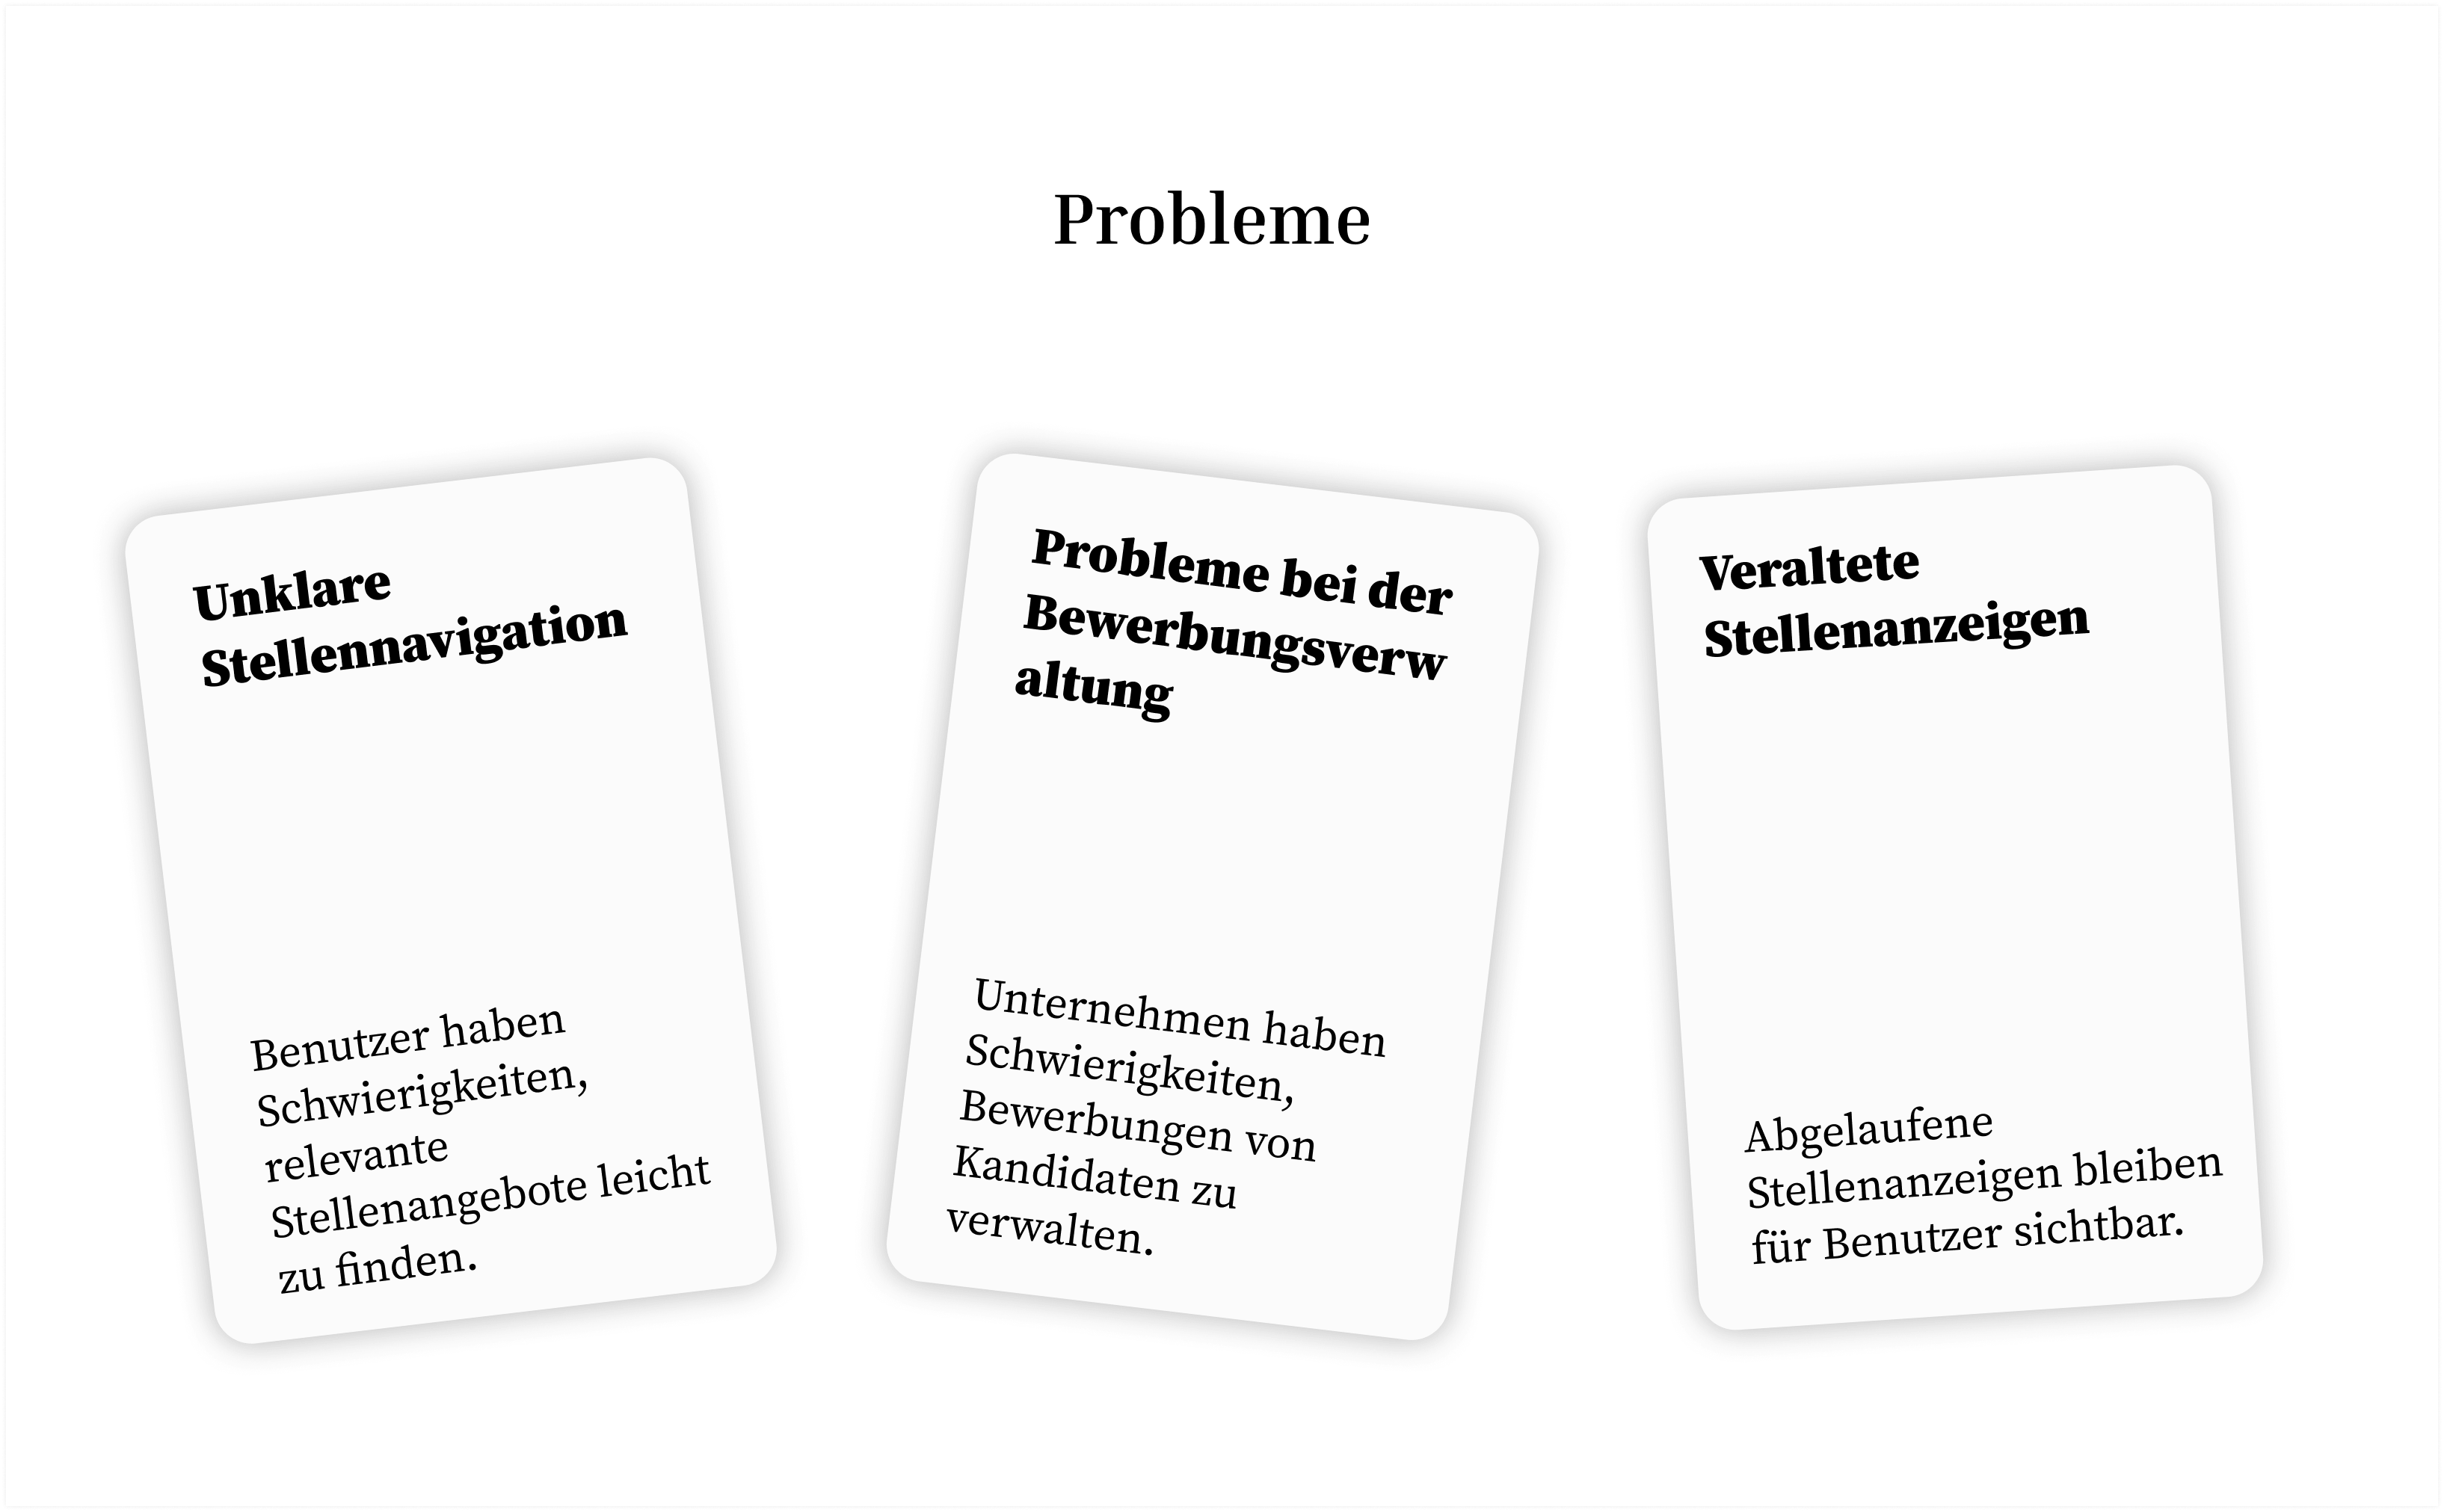 Probleme
Unklare
Stellennavigation
Benutzer haben
Schwierigkeiten,
relevante
Stellenangebote leicht
zu finden.
Probleme bei der
Bewerbungsverw
altung
Unternehmen haben
Schwierigkeiten,
Bewerbungen von
Kandidaten zu
verwalten.
Veraltete
Stellenanzeigen
Abgelaufene
Stellenanzeigen bleiben
für Benutzer sichtbar.